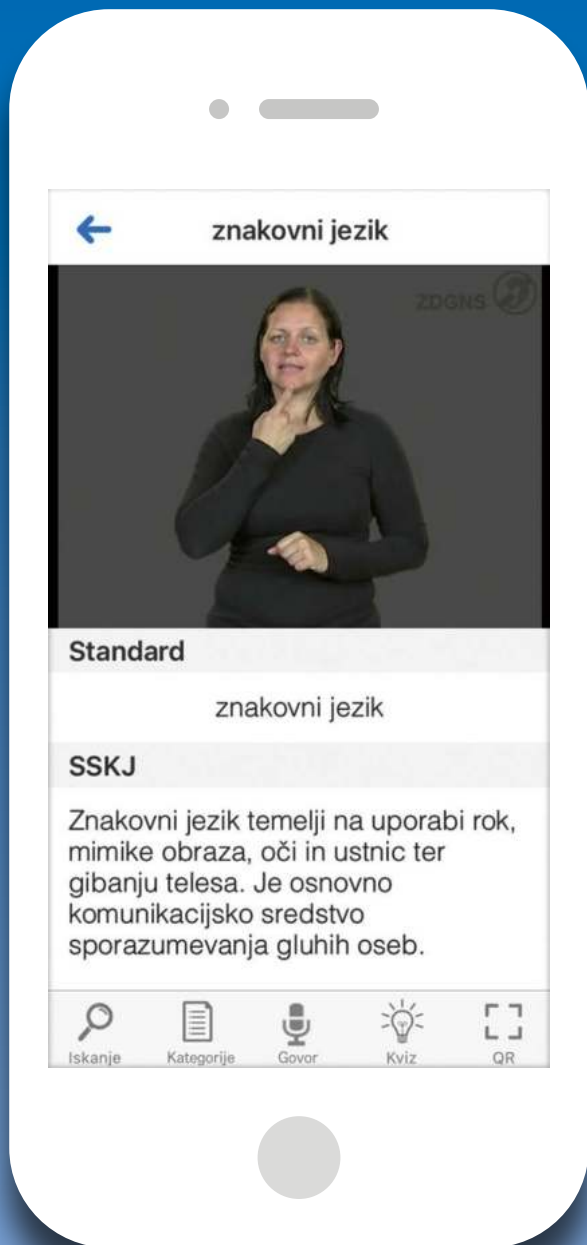 znakovni jezik
ZDGNS
Standard
znakovni jezik
SSKJ
Znakovni jezik temelji na uporabi rok,
mimike obraza, oči in ustnic ter
gibanju telesa. Je osnovno
komunikacijsko sredstvo
sporazumevanja gluhih oseb.
Iskanje Kategorije Govor Kviz QR